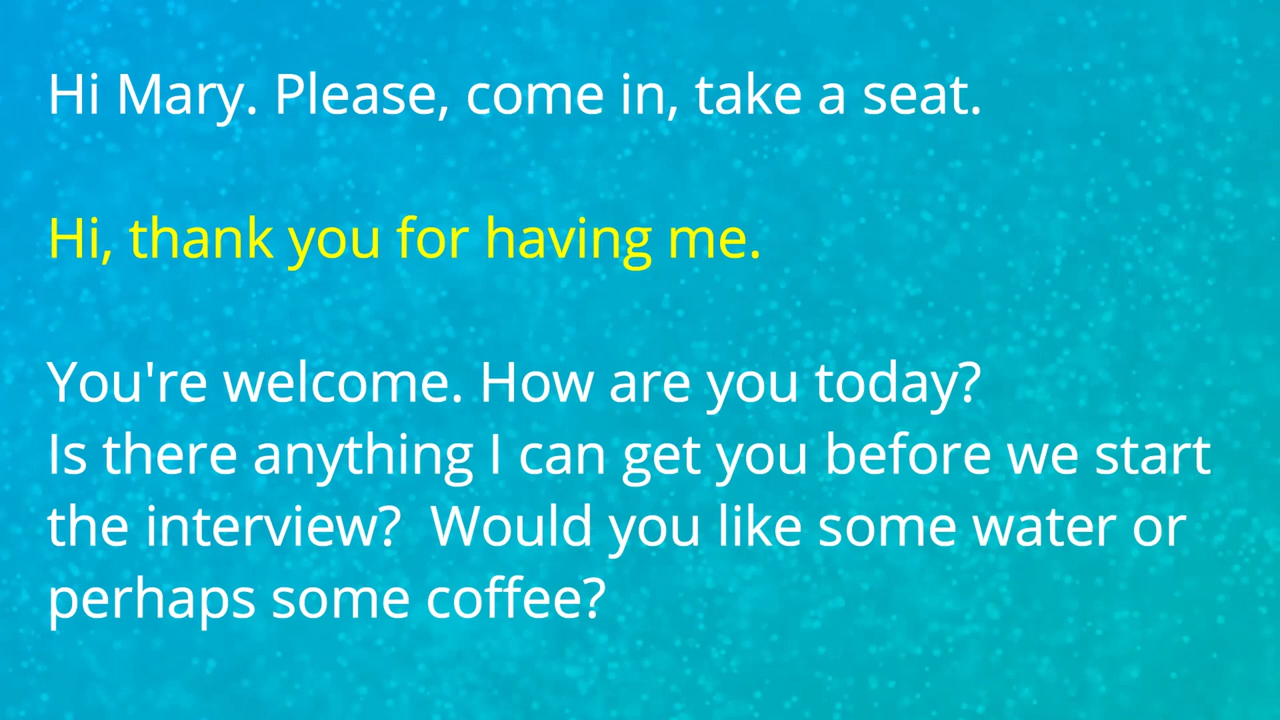 Hi Mary. Please, come in, take a seat.
Hi, thank you for having me.
You're welcome. How are you today?
Is there anything I can get you before we start
the interview?  Would you like some water or
perhaps some coffee?